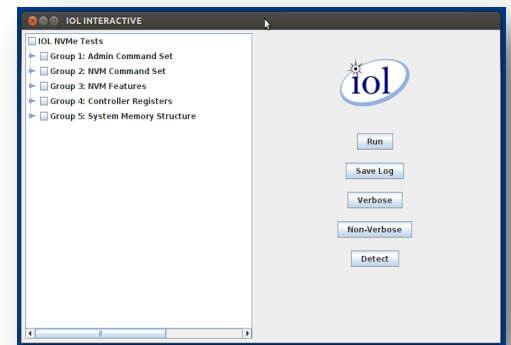 IOL INTERACTIVE
IOL NVMe Tests
Group 1: Admin Command Set
Group 2: NVM Command Set
Group 3: NVM Features
Group 4: Controller Registers
Group 5: System Memory Structure
iol
Run
Save Log
Verbose
Non-Verbose
Detect